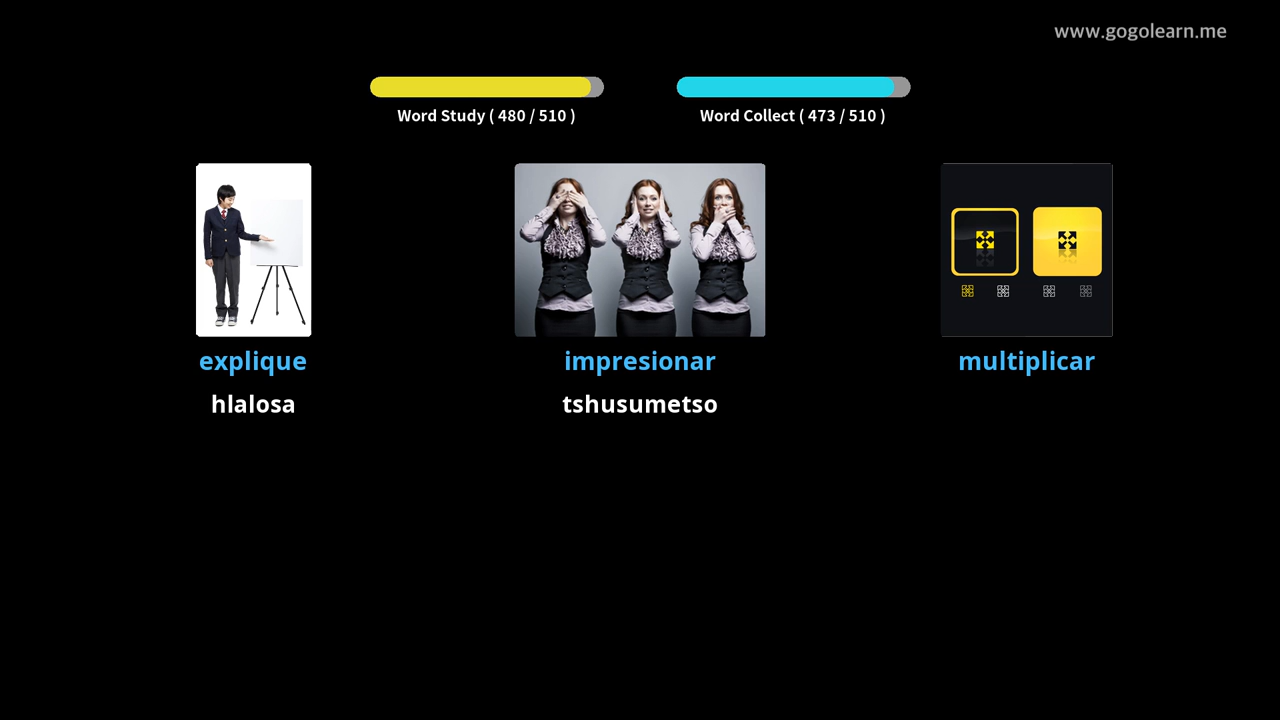 www.gogolearn.me
Word Study ( 480 / 510 )
Word Collect ( 473 / 510 )
explique
impresionar
multiplicar
hlalosa
tshusumetso